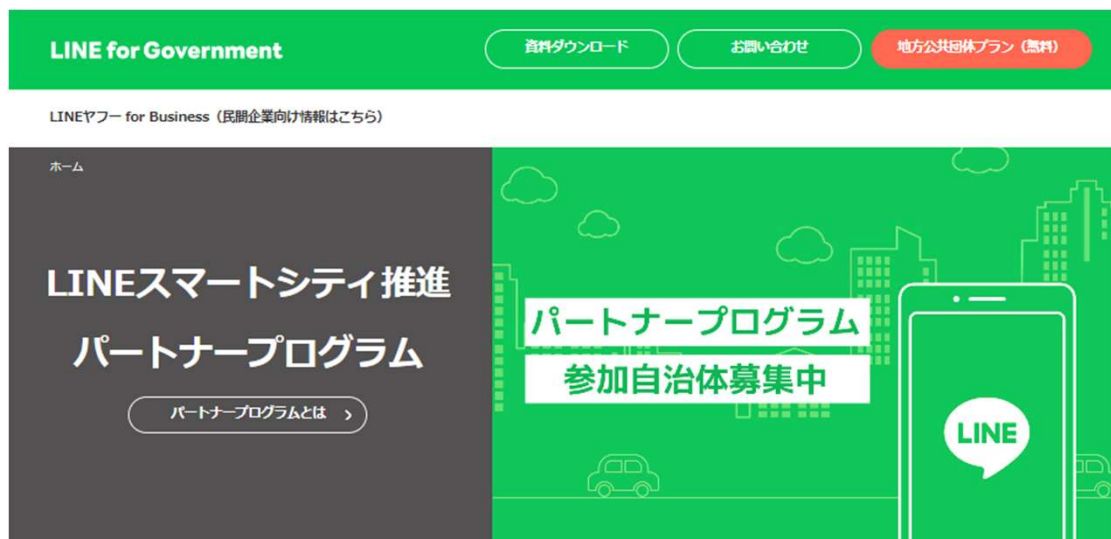 LINE for Government
資料ダウンロード
お問い合わせ
地方公共団体プラン（無料）
LINEヤフー for Business（民間企業向け情報はこちら）
ホーム
LINEスマートシティ推進
パートナープログラム
パートナープログラムとは
パートナープログラム
参加自治体募集中
LINE